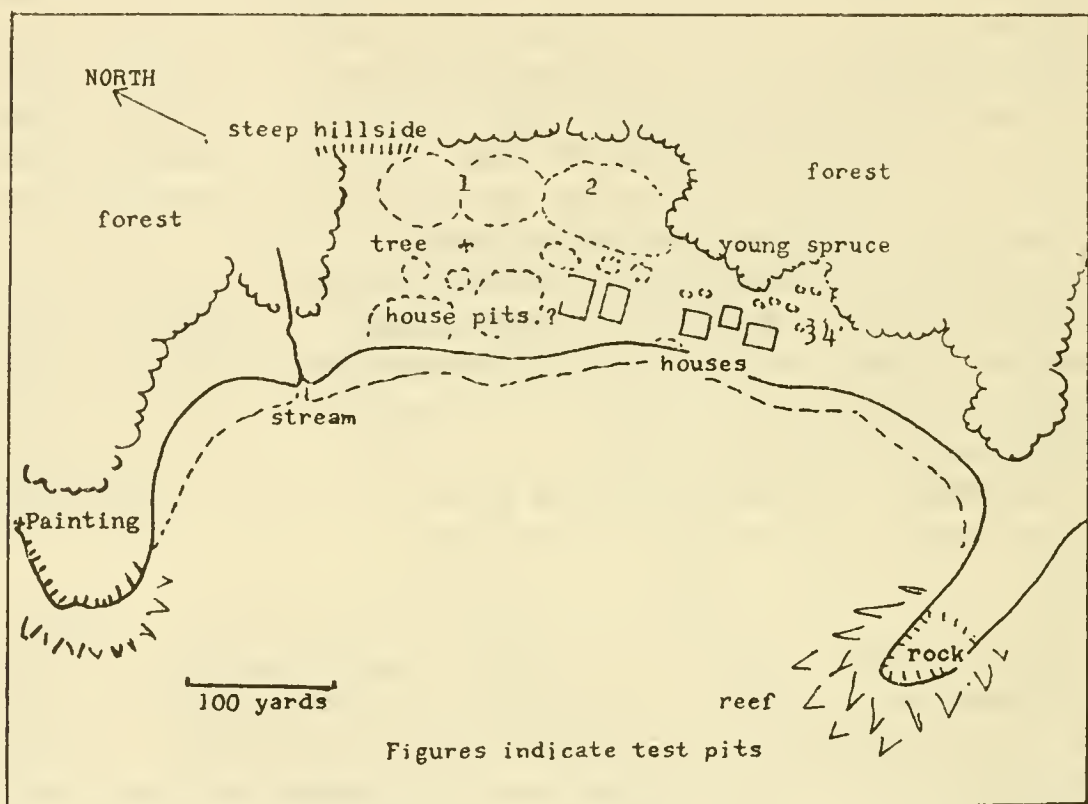 NORTH
steep hillside
forest
forest
1
2
tree
young spruce
house pits.?
34
houses
stream
Painting
rock
100 yards
reef
Figures indicate test pits